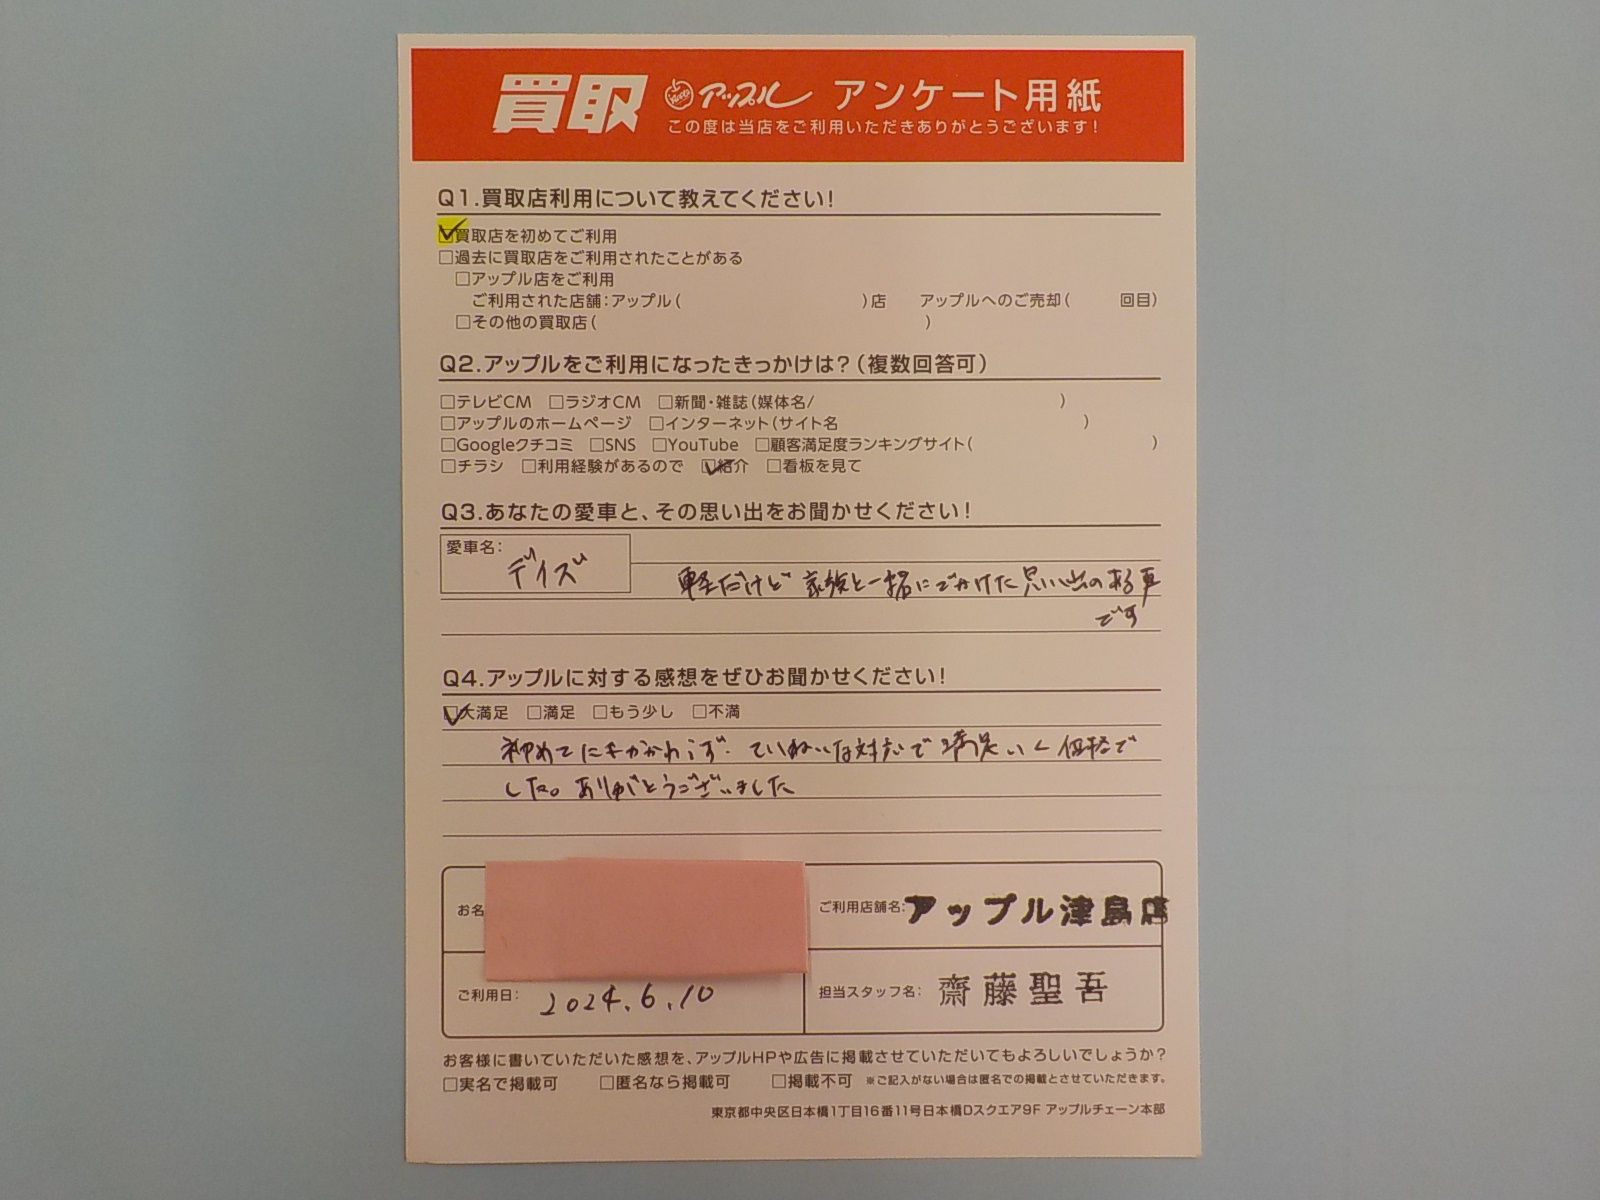 買取 アップル アンケート用紙
この度は当店をご利用いただきありがとうございます!
Q1.買取店利用について教えてください!
☑買取店を初めてご利用
□過去に買取店をご利用されたことがある
□アップル店をご利用
ご利用された店舗:アップル( )店 アップルへのご売却( 回目)
□その他の買取店( )
Q2.アップルをご利用になったきっかけは?(複数回答可)
□テレビCM □ラジオCM □新聞・雑誌(媒体名/ )
□アップルのホームページ □インターネット(サイト名 )
□Googleクチコミ □SNS □YouTube □顧客満足度ランキングサイト( )
□チラシ □利用経験があるので ☑紹介 □看板を見て
Q3.あなたの愛車と、その思い出をお聞かせください!
愛車名: デイズ
軽だけど 家族と一緒にでかけた思い出のある車
です
Q4.アップルに対する感想をぜひお聞かせください!
☑大満足 □満足 □もう少し □不満
初めてにもかかわらず、ていねいな対応で満足いく価格で
した。ありがとうございました
お名
ご利用店舗名:アップル津島店
ご利用日: 2024.6.10
担当スタッフ名: 齋藤聖吾
お客様に書いていただいた感想を、アップルHPや広告に掲載させていただいてもよろしいでしょうか?
□実名で掲載可 □匿名なら掲載可 □掲載不可 ※ご記入がない場合は匿名での掲載とさせていただきます。
東京都中央区日本橋1丁目16番11号日本橋Dスクエア9F アップルチェーン本部